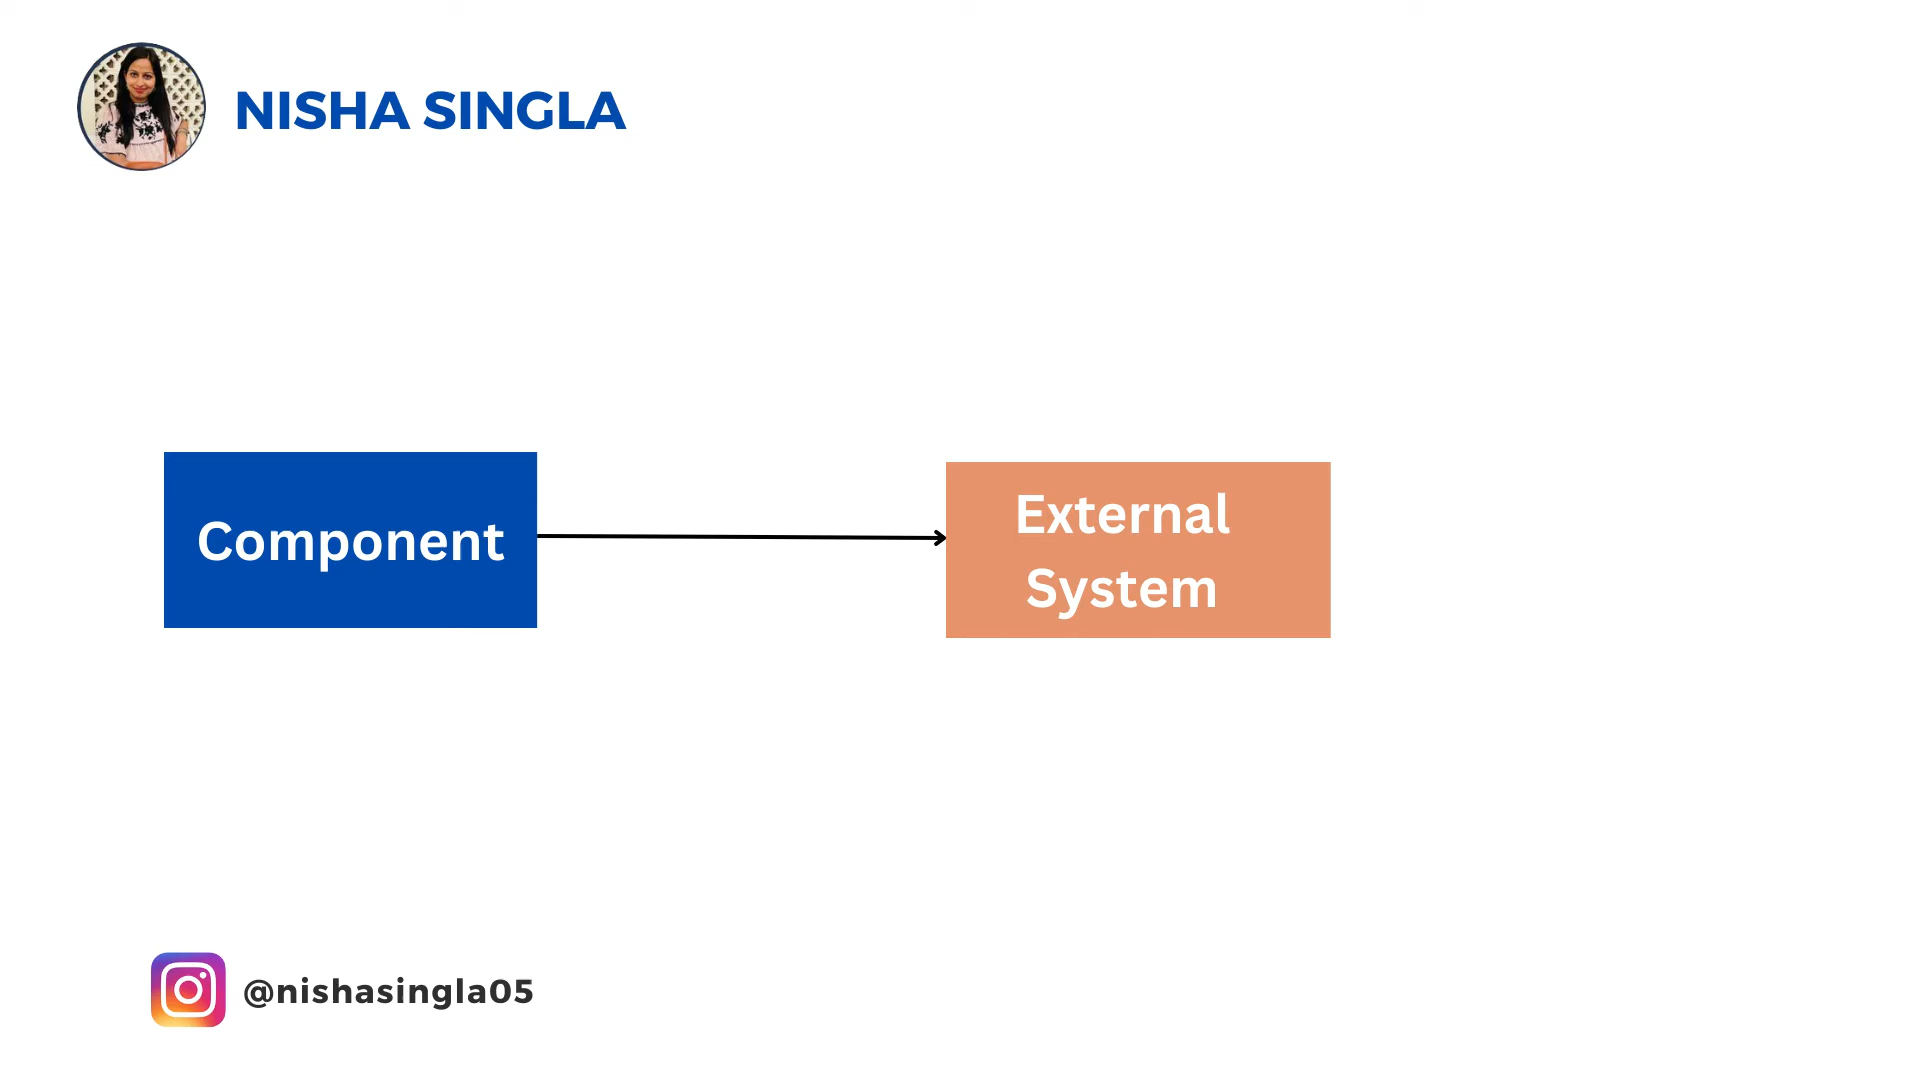 NISHA SINGLA
Component
External
System
@nishasingla05